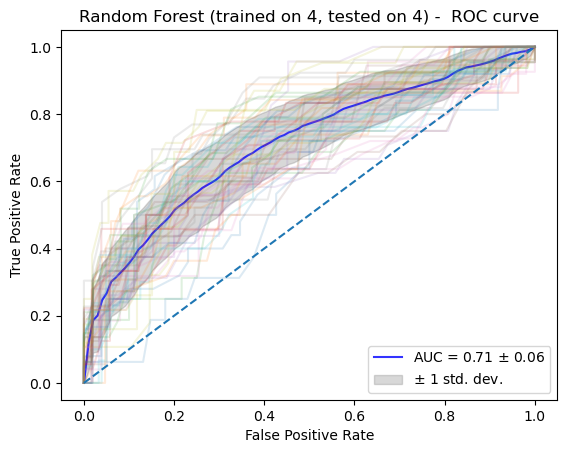 Random Forest (trained on 4, tested on 4) -  ROC curve
1.0
0.8
0.6
0.4
0.2
0.0
True Positive Rate
AUC = 0.71 ± 0.06
± 1 std. dev.
0.0 0.2 0.4 0.6 0.8 1.0
False Positive Rate